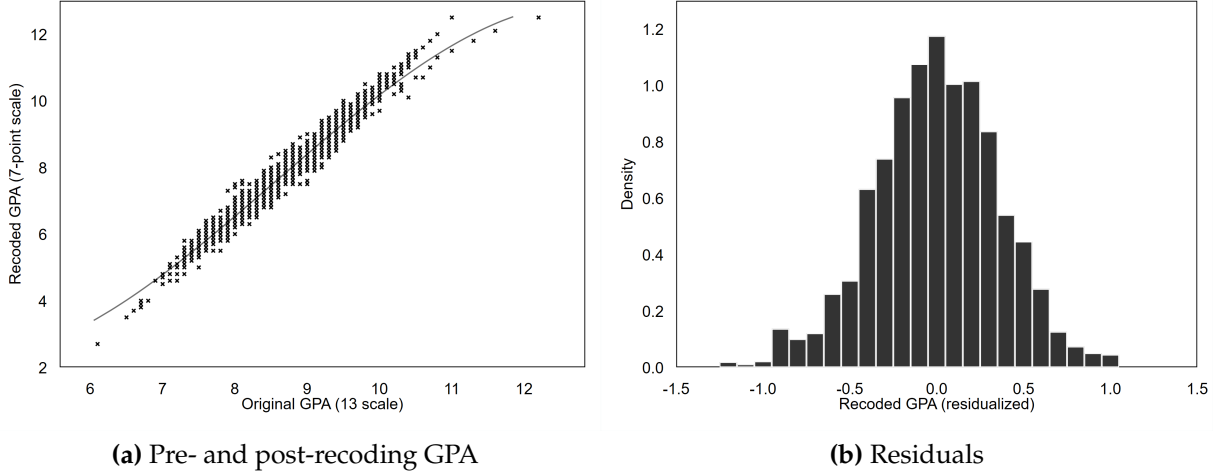 12
10
8
6
4
2
Recoded GPA (7-point scale)
6 7 8 9 10 11 12
Original GPA (13 scale)
(a) Pre- and post-recoding GPA
1.2
1.0
0.8
0.6
0.4
0.2
0.0
Density
-1.5 -1.0 -0.5 0.0 0.5 1.0 1.5
Recoded GPA (residualized)
(b) Residuals